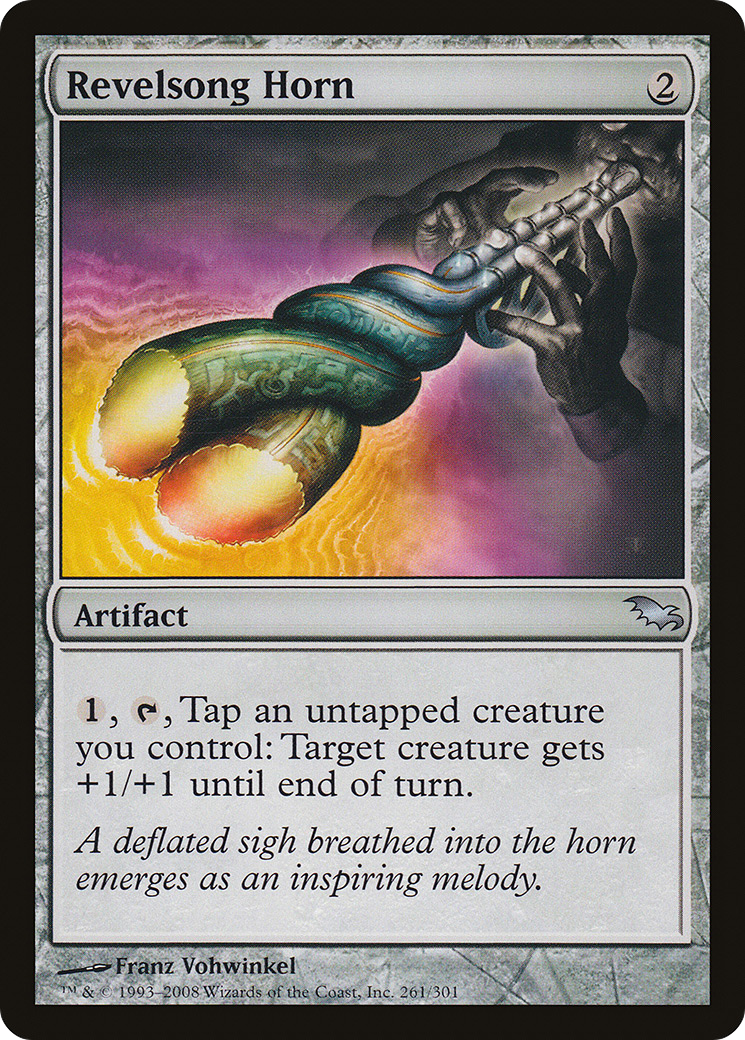 Revelsong Horn 2
Artifact
1, , Tap an untapped creature
you control: Target creature gets
+1/+1 until end of turn.
A deflated sigh breathed into the horn
emerges as an inspiring melody.
Franz Vohwinkel
™ & © 1993–2008 Wizards of the Coast, Inc. 261/301